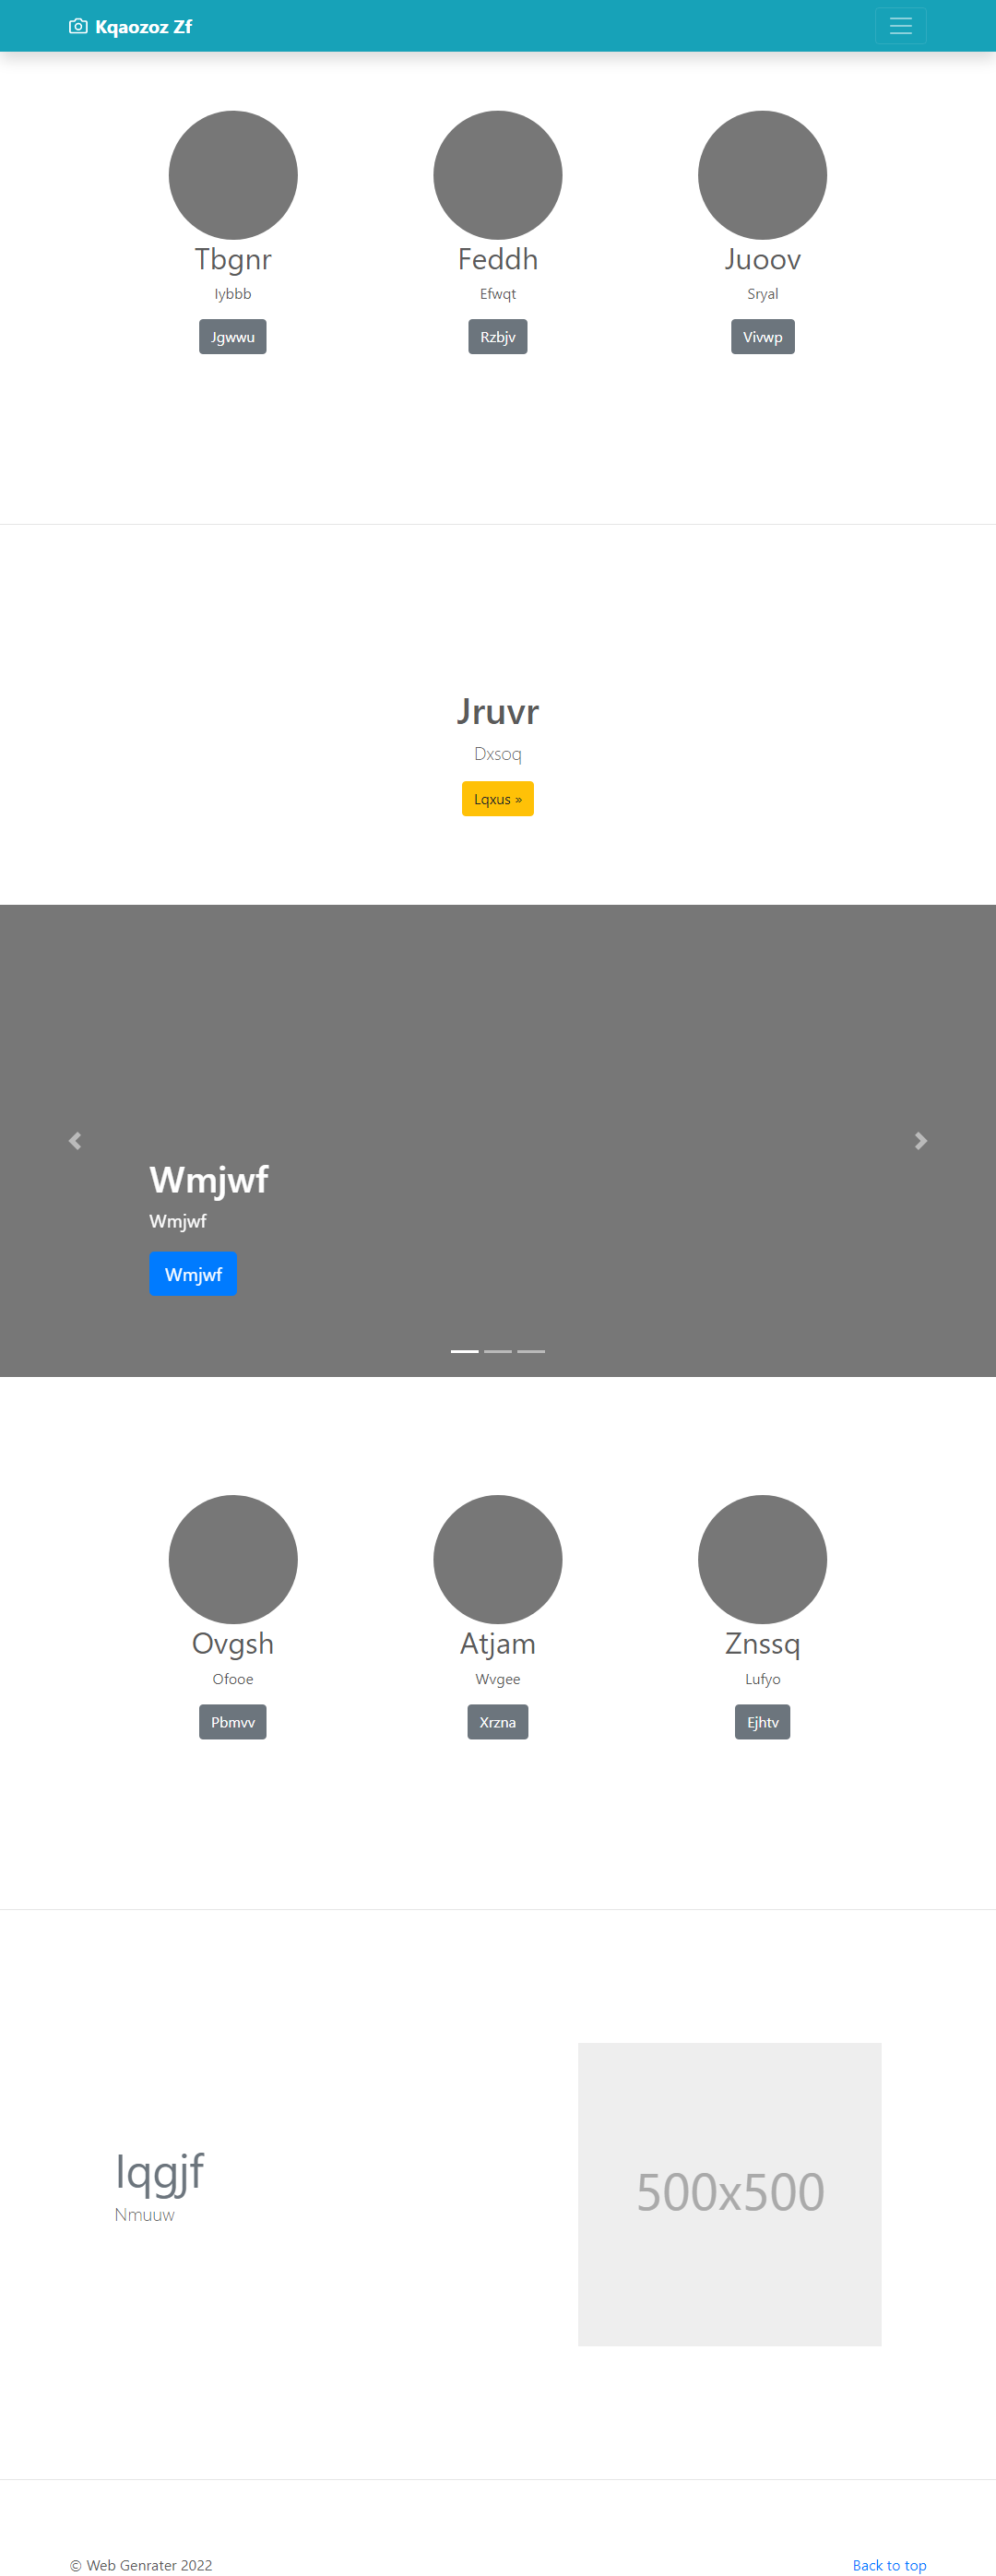 Kqaozoz Zf
Tbgnr
Iybbb
Jgwwu
Feddh
Efwqt
Rzbjv
Juoov
Sryal
Vivwp
Jruvr
Dxsoq
Lqxus »
Wmjwf
Wmjwf
Wmjwf
Ovgsh
Ofooe
Pbmvv
Atjam
Wvgee
Xrzna
Znssq
Lufyo
Ejhtv
Iqgjf
Nmuuw
500x500
© Web Genrater 2022
Back to top